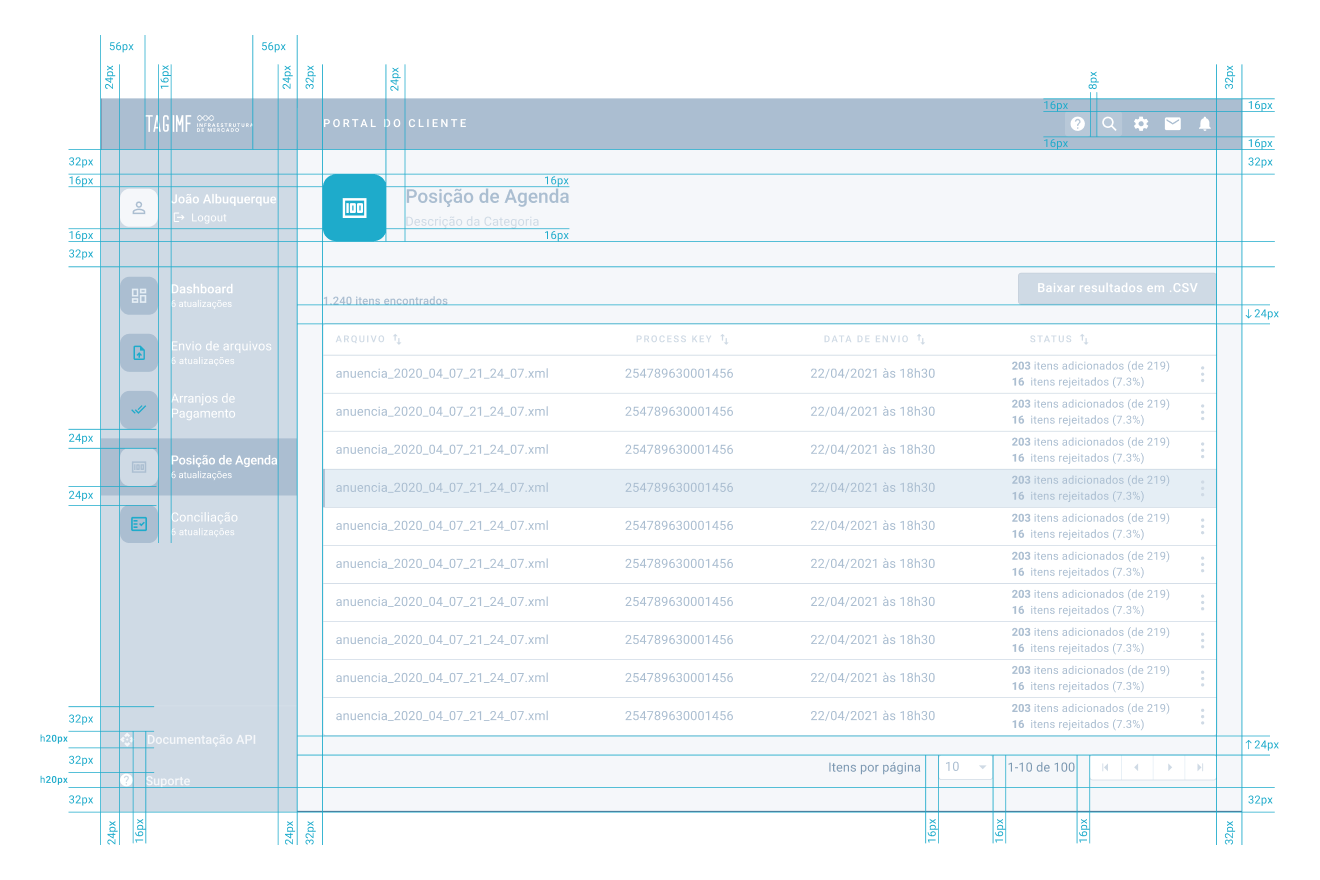 56px
56px
24px
16px
24px
32px
24px
8px
32px
16px
16px
TAG IMF INFRAESTRUTURA
DE MERCADO
PORTAL DO CLIENTE
16px
16px
32px
32px
16px
16px
João Albuquerque
Logout
100
Posição de Agenda
Descrição da Categoria
16px
16px
32px
Dashboard
6 atualizações
1.240 itens encontrados
Baixar resultados em .CSV
↓24px
Envio de arquivos
6 atualizações
Arranjos de
Pagamento
24px
100
Posição de Agenda
6 atualizações
24px
Conciliação
6 atualizações
ARQUIVO PROCESS KEY DATA DE ENVIO STATUS
anuencia_2020_04_07_21_24_07.xml 254789630001456 22/04/2021 às 18h30 203 itens adicionados (de 219)
16 itens rejeitados (7.3%)
anuencia_2020_04_07_21_24_07.xml 254789630001456 22/04/2021 às 18h30 203 itens adicionados (de 219)
16 itens rejeitados (7.3%)
anuencia_2020_04_07_21_24_07.xml 254789630001456 22/04/2021 às 18h30 203 itens adicionados (de 219)
16 itens rejeitados (7.3%)
anuencia_2020_04_07_21_24_07.xml 254789630001456 22/04/2021 às 18h30 203 itens adicionados (de 219)
16 itens rejeitados (7.3%)
anuencia_2020_04_07_21_24_07.xml 254789630001456 22/04/2021 às 18h30 203 itens adicionados (de 219)
16 itens rejeitados (7.3%)
anuencia_2020_04_07_21_24_07.xml 254789630001456 22/04/2021 às 18h30 203 itens adicionados (de 219)
16 itens rejeitados (7.3%)
anuencia_2020_04_07_21_24_07.xml 254789630001456 22/04/2021 às 18h30 203 itens adicionados (de 219)
16 itens rejeitados (7.3%)
anuencia_2020_04_07_21_24_07.xml 254789630001456 22/04/2021 às 18h30 203 itens adicionados (de 219)
16 itens rejeitados (7.3%)
anuencia_2020_04_07_21_24_07.xml 254789630001456 22/04/2021 às 18h30 203 itens adicionados (de 219)
16 itens rejeitados (7.3%)
anuencia_2020_04_07_21_24_07.xml 254789630001456 22/04/2021 às 18h30 203 itens adicionados (de 219)
16 itens rejeitados (7.3%)
32px
h20px
Documentação API
↑24px
32px
Itens por página 10 1-10 de 100
h20px
Suporte
32px
32px
24px
16px
24px
32px
16px
16px
16px
32px